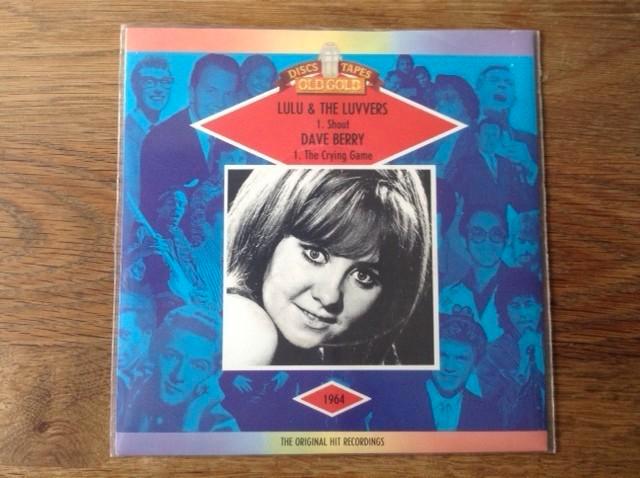 DISCS TAPES
OLD GOLD
LULU & THE LUVVERS
1. Shout
DAVE BERRY
1. The Crying Game
1964
THE ORIGINAL HIT RECORDINGS